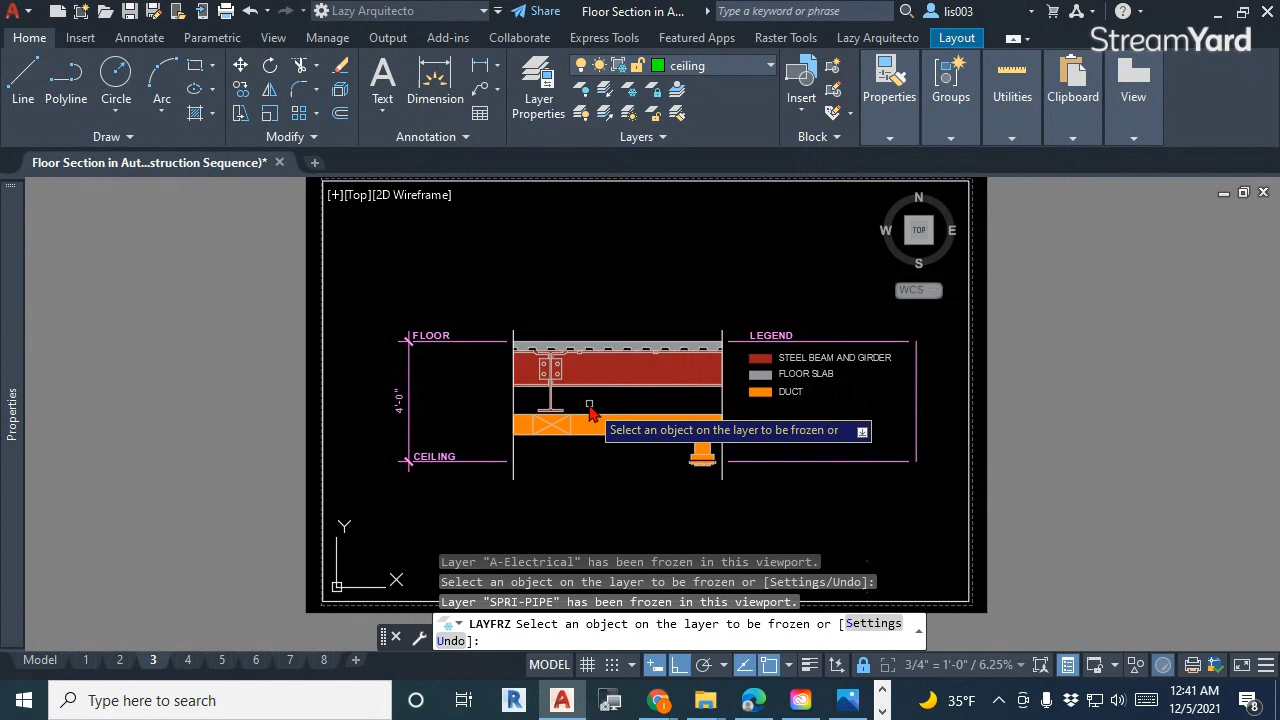 Lazy Arquitecto
Share
Floor Section in A...
Type a keyword or phrase
lis003
StreamYard
Home
Insert
Annotate
Parametric
View
Manage
Output
Add-ins
Collaborate
Express Tools
Featured Apps
Raster Tools
Lazy Arquitecto
Layout
Line
Polyline
Circle
Arc
Text
Dimension
Layer
Properties
ceiling
Insert
Properties
Groups
Utilities
Clipboard
View
Draw
Modify
Annotation
Layers
Block
Floor Section in Aut...struction Sequence)*
[+][Top][2D Wireframe]
N
W
TOP
E
S
WCS
FLOOR
4'-0"
CEILING
LEGEND
STEEL BEAM AND GIRDER
FLOOR SLAB
DUCT
Select an object on the layer to be frozen or
Properties
Y
X
Layer "A-Electrical" has been frozen in this viewport.
Select an object on the layer to be frozen or [Settings/Undo]:
Layer "SPRI-PIPE" has been frozen in this viewport.
LAYFRZ Select an object on the layer to be frozen or [Settings
Undo]:
Model 1 2 3 4 5 6 7 8
MODEL
3/4" = 1'-0" / 6.25%
Type here to search
35°F
12:41 AM
12/5/2021
8